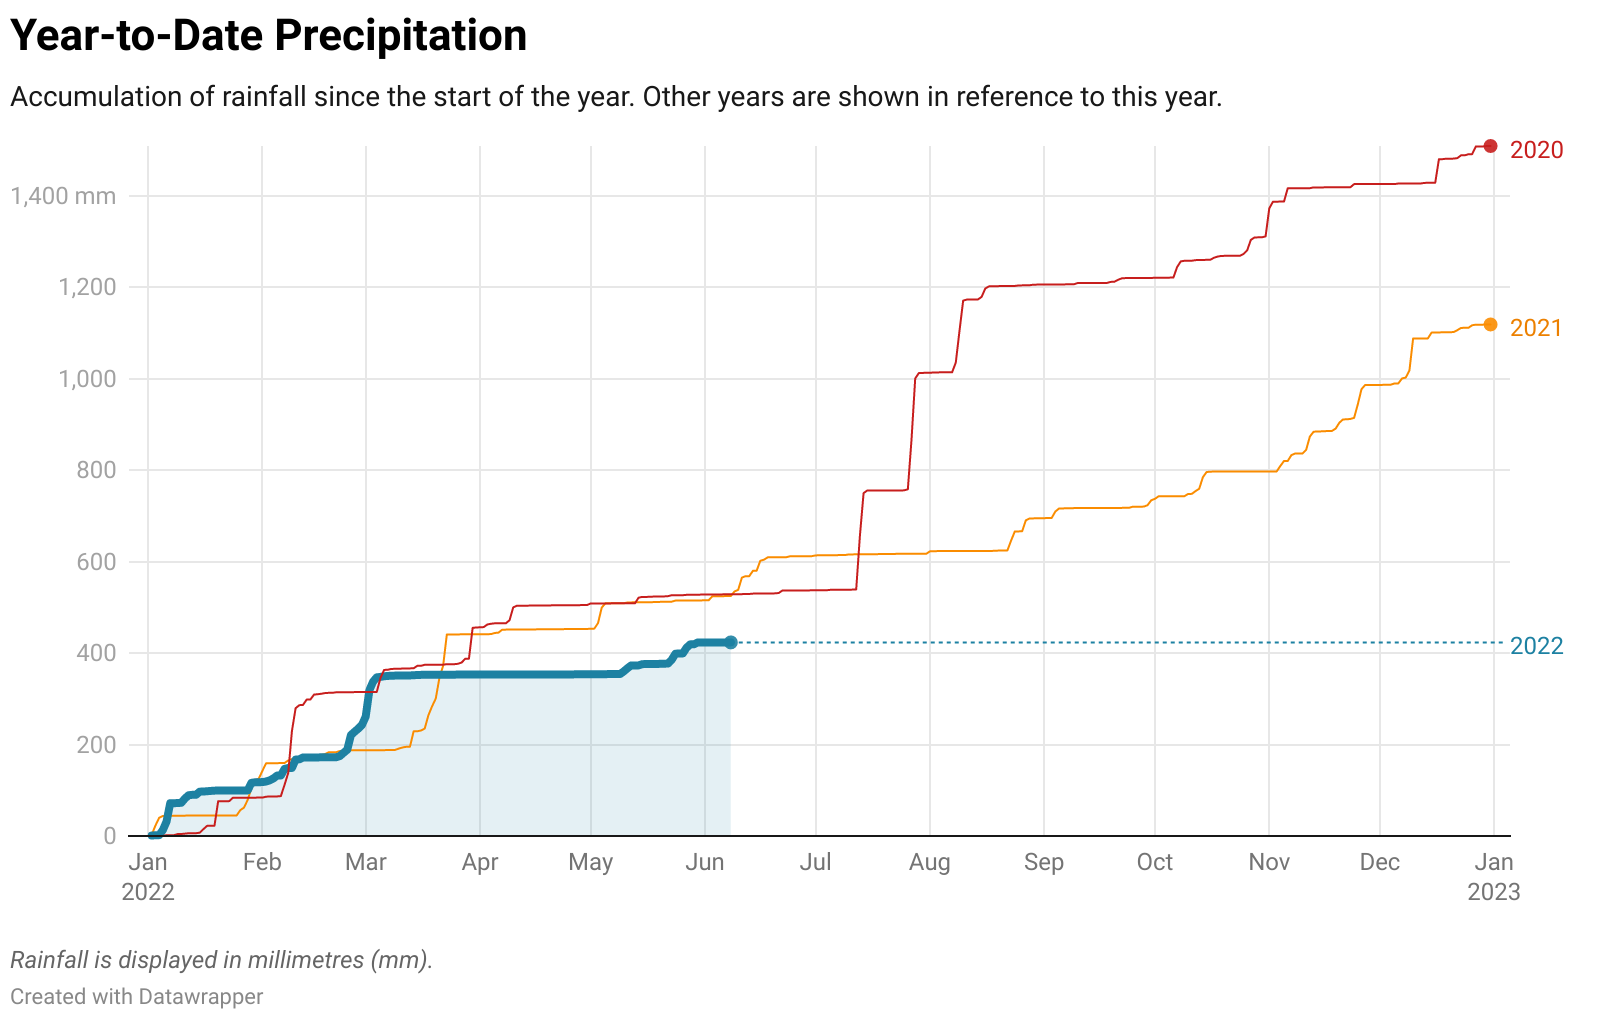 Year-to-Date Precipitation
Accumulation of rainfall since the start of the year. Other years are shown in reference to this year.
2020
1,400 mm
1,200
2021
1,000
800
600
400
2022
200
0
Jan Feb Mar Apr May Jun Jul Aug Sep Oct Nov Dec Jan
2022 2023
Rainfall is displayed in millimetres (mm).
Created with Datawrapper